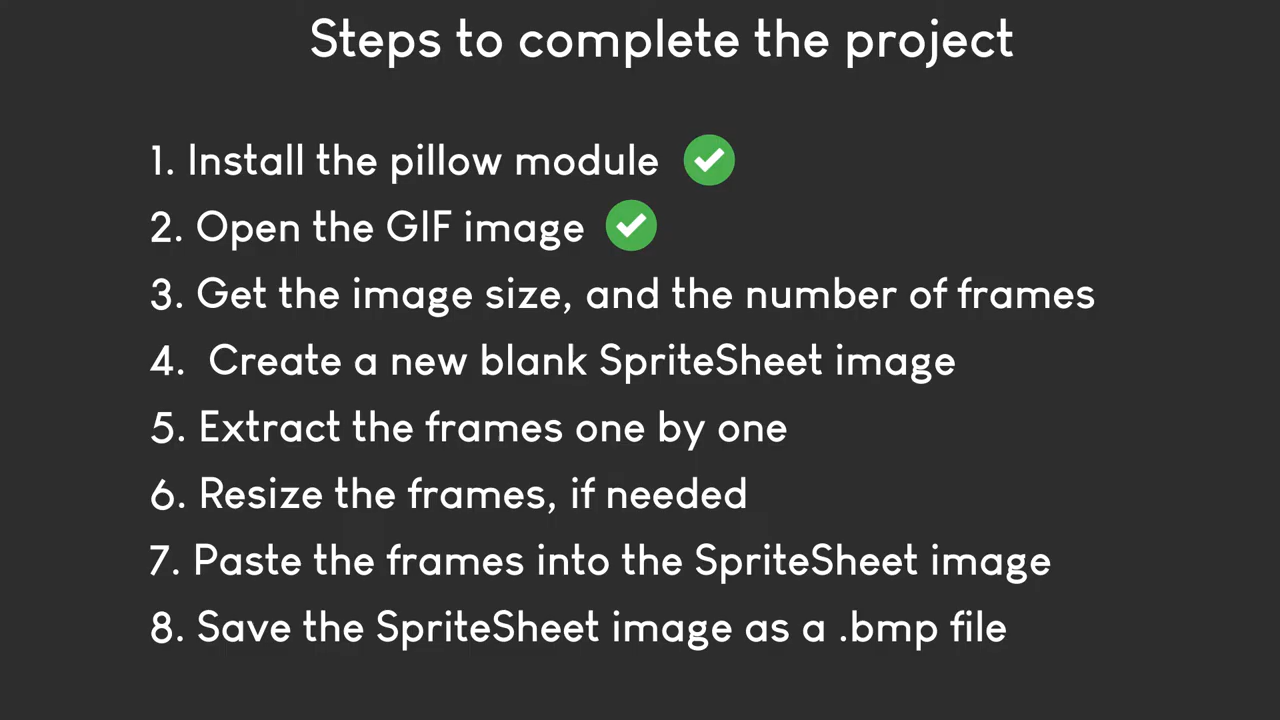 Steps to complete the project
1. Install the pillow module
2. Open the GIF image
3. Get the image size, and the number of frames
4. Create a new blank SpriteSheet image
5. Extract the frames one by one
6. Resize the frames, if needed
7. Paste the frames into the SpriteSheet image
8. Save the SpriteSheet image as a .bmp file